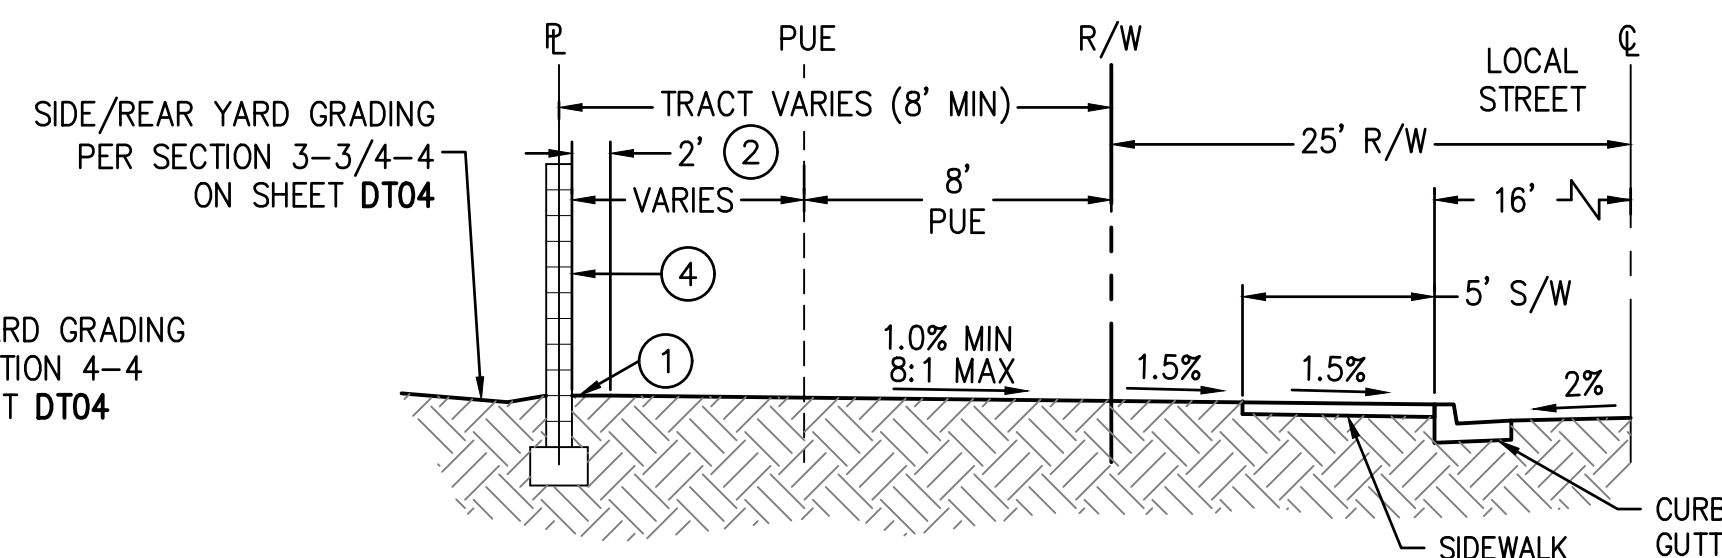 PL
PUE
R/W
CL
LOCAL
STREET
SIDE/REAR YARD GRADING
PER SECTION 3-3/4-4
ON SHEET DT04
TRACT VARIES (8' MIN)
2' 2
25' R/W
VARIES
8'
PUE
16'
4
5' S/W
RD GRADING
TION 4-4
T DT04
1
1.0% MIN
8:1 MAX
1.5%
1.5%
2%
CURB
GUTT
SIDEWALK